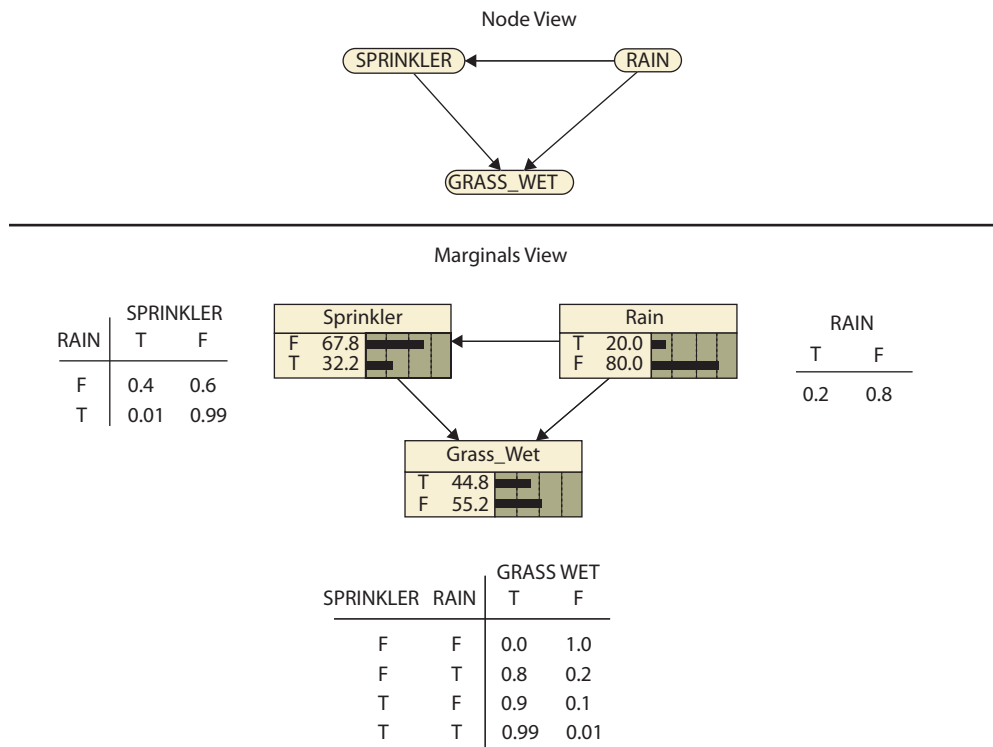 Node View
SPRINKLER RAIN
GRASS_WET
Marginals View
SPRINKLER
RAIN T F
F 0.4 0.6
T 0.01 0.99
Sprinkler
F 67.8
T 32.2
Rain
T 20.0
F 80.0
RAIN
T F
0.2 0.8
Grass_Wet
T 44.8
F 55.2
GRASS WET
SPRINKLER RAIN T F
F F 0.0 1.0
F T 0.8 0.2
T F 0.9 0.1
T T 0.99 0.01